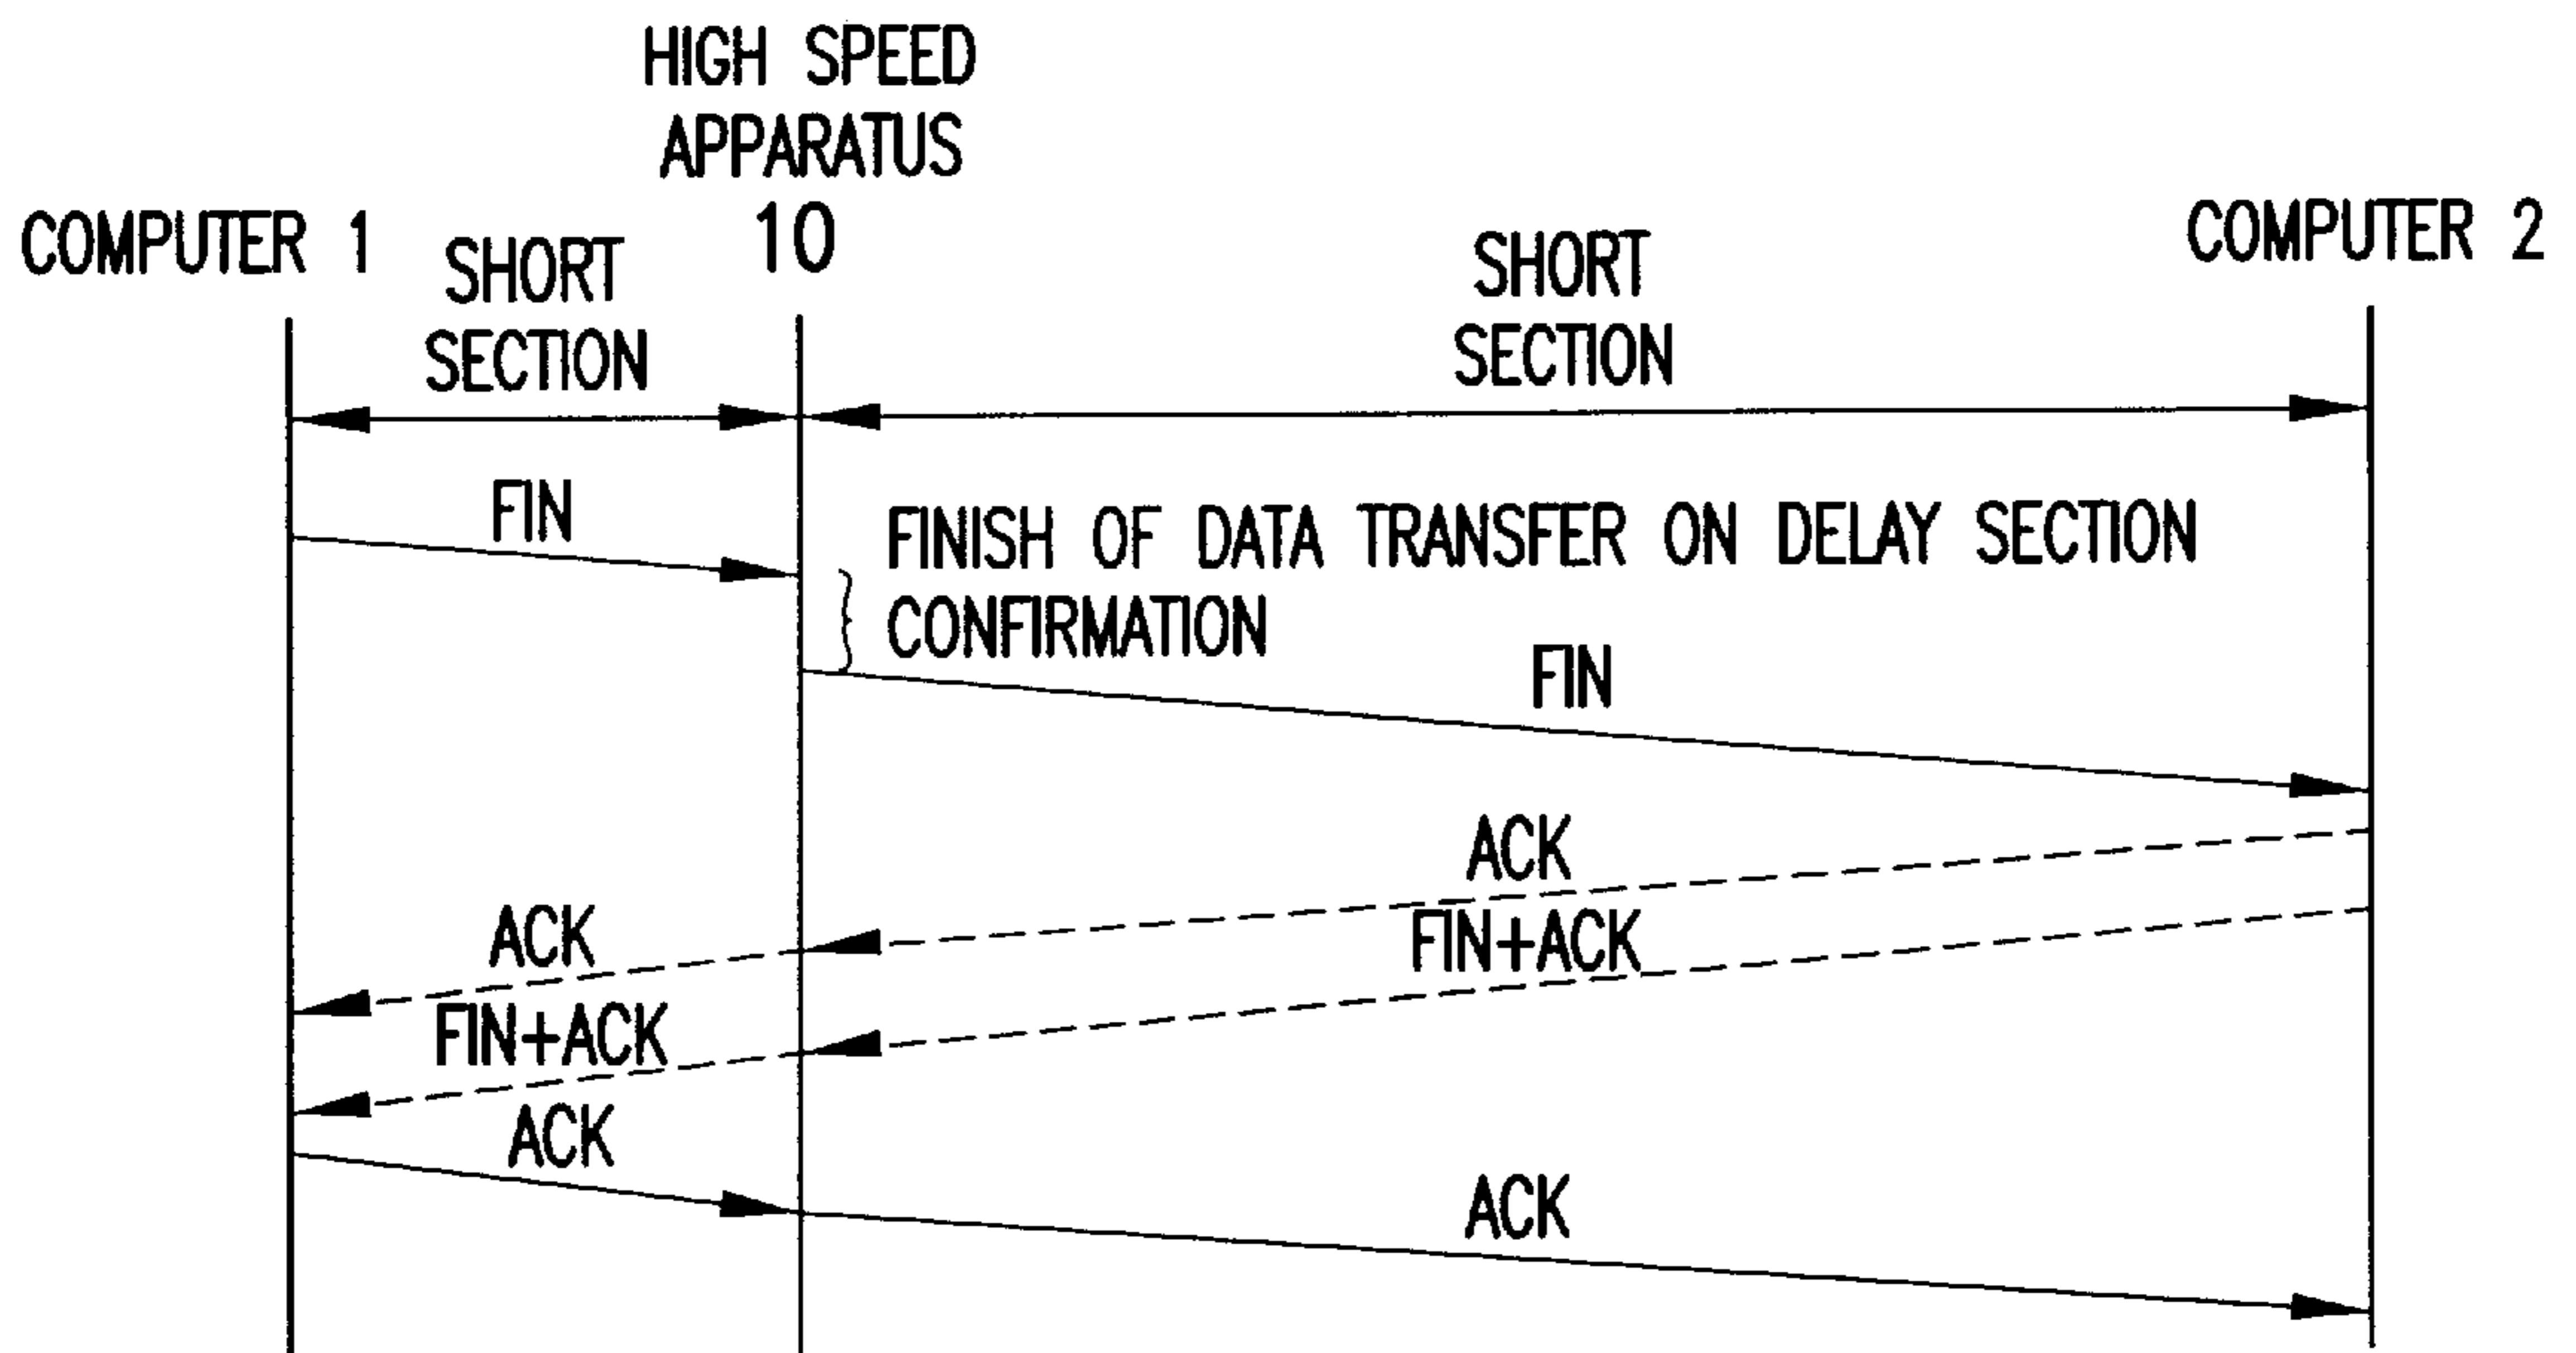 HIGH SPEED
APPARATUS
10
COMPUTER 1
SHORT
SECTION
SHORT
SECTION
COMPUTER 2
FIN
FINISH OF DATA TRANSFER ON DELAY SECTION
CONFIRMATION
FIN
ACK
ACK
FIN+ACK
FIN+ACK
ACK
ACK